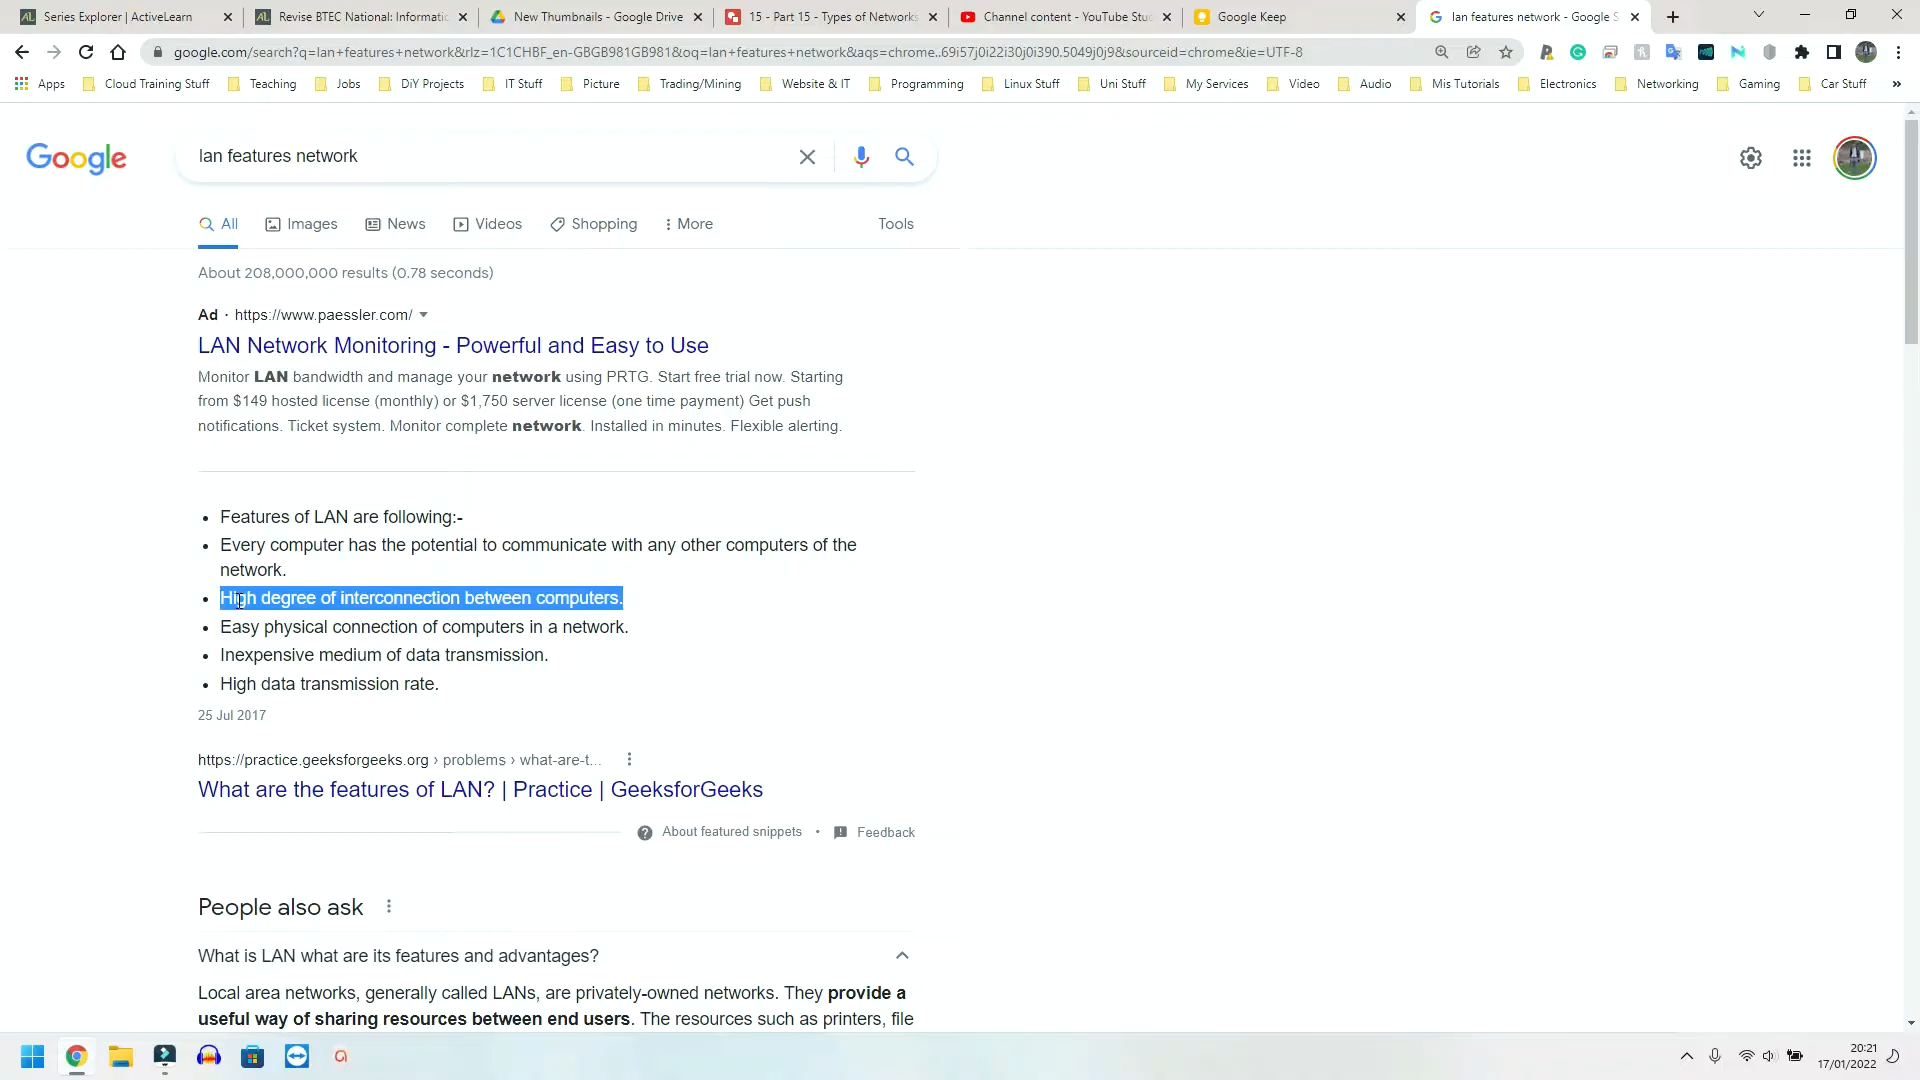 Series Explorer | ActiveLearn
Revise BTEC National: Informatic
New Thumbnails - Google Drive
15 - Part 15 - Types of Networks
Channel content - YouTube Stud
Google Keep
lan features network - Google S
google.com/search?q=lan+features+network&rlz=1C1CHBF_en-GBGB981GB981&oq=lan+features+network&aqs=chrome..69i57j0i22i30j0i390.5049j0j9&sourceid=chrome&ie=UTF-8
Apps Cloud Training Stuff Teaching Jobs DiY Projects IT Stuff Picture Trading/Mining Website & IT Programming Linux Stuff Uni Stuff My Services Video Audio Mis Tutorials Electronics Networking Gaming Car Stuff »
Google
lan features network
All Images News Videos Shopping More Tools
About 208,000,000 results (0.78 seconds)
Ad · https://www.paessler.com/
LAN Network Monitoring - Powerful and Easy to Use
Monitor LAN bandwidth and manage your network using PRTG. Start free trial now. Starting
from $149 hosted license (monthly) or $1,750 server license (one time payment) Get push
notifications. Ticket system. Monitor complete network. Installed in minutes. Flexible alerting.
• Features of LAN are following:-
• Every computer has the potential to communicate with any other computers of the
network.
• High degree of interconnection between computers.
• Easy physical connection of computers in a network.
• Inexpensive medium of data transmission.
• High data transmission rate.
25 Jul 2017
https://practice.geeksforgeeks.org › problems › what-are-t...
What are the features of LAN? | Practice | GeeksforGeeks
About featured snippets • Feedback
People also ask
What is LAN what are its features and advantages?
Local area networks, generally called LANs, are privately-owned networks. They provide a
useful way of sharing resources between end users. The resources such as printers, file
20:21
17/01/2022